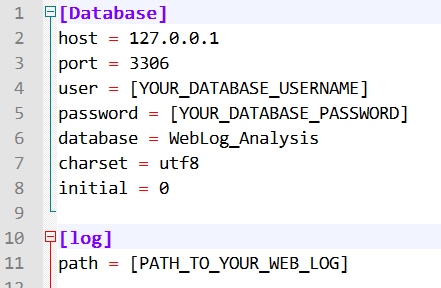 1 [Database]
2 host = 127.0.0.1
3 port = 3306
4 user = [YOUR_DATABASE_USERNAME]
5 password = [YOUR_DATABASE_PASSWORD]
6 database = WebLog_Analysis
7 charset = utf8
8 initial = 0
9
10 [log]
11 path = [PATH_TO_YOUR_WEB_LOG]
12